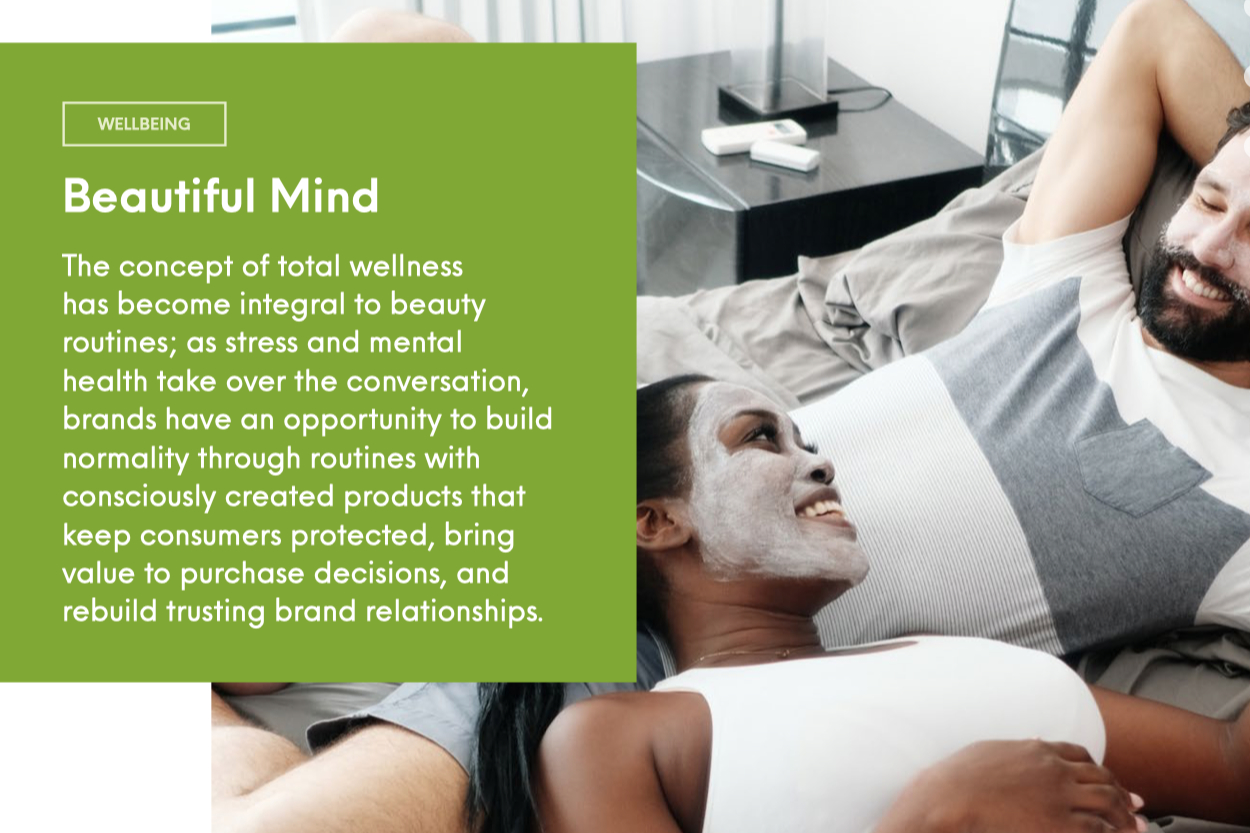 WELLBEING
Beautiful Mind
The concept of total wellness
has become integral to beauty
routines; as stress and mental
health take over the conversation,
brands have an opportunity to build
normality through routines with
consciously created products that
keep consumers protected, bring
value to purchase decisions, and
rebuild trusting brand relationships.